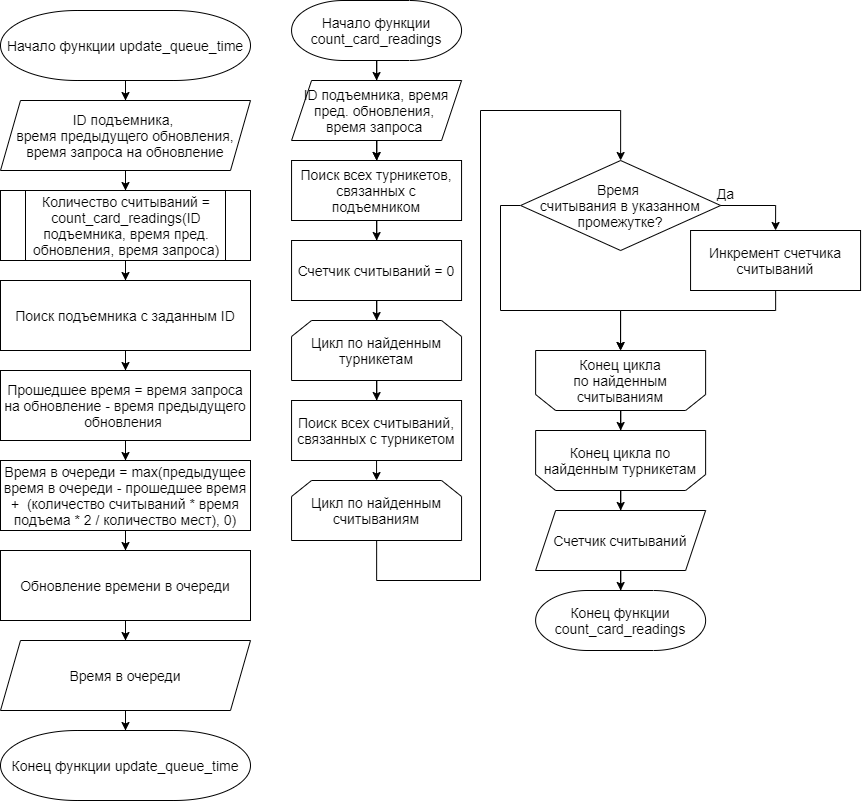 Начало функции update_queue_time
ID подъемника,
время предыдущего обновления,
время запроса на обновление
Количество считываний =
count_card_readings(ID
подъемника, время пред.
обновления, время запроса)
Поиск подъемника с заданным ID
Прошедшее время = время запроса
на обновление - время предыдущего
обновления
Время в очереди = max(предыдущее
время в очереди - прошедшее время
+ (количество считываний * время
подъема * 2 / количество мест), 0)
Обновление времени в очереди
Время в очереди
Конец функции update_queue_time
Начало функции
count_card_readings
ID подъемника, время
пред. обновления,
время запроса
Поиск всех турникетов,
связанных с
подъемником
Счетчик считываний = 0
Цикл по найденным
турникетам
Поиск всех считываний,
связанных с турникетом
Цикл по найденным
считываниям
Время
считывания в указанном
промежутке?
Да
Инкремент счетчика
считываний
Конец цикла
по найденным
считываниям
Конец цикла по
найденным турникетам
Счетчик считываний
Конец функции
count_card_readings